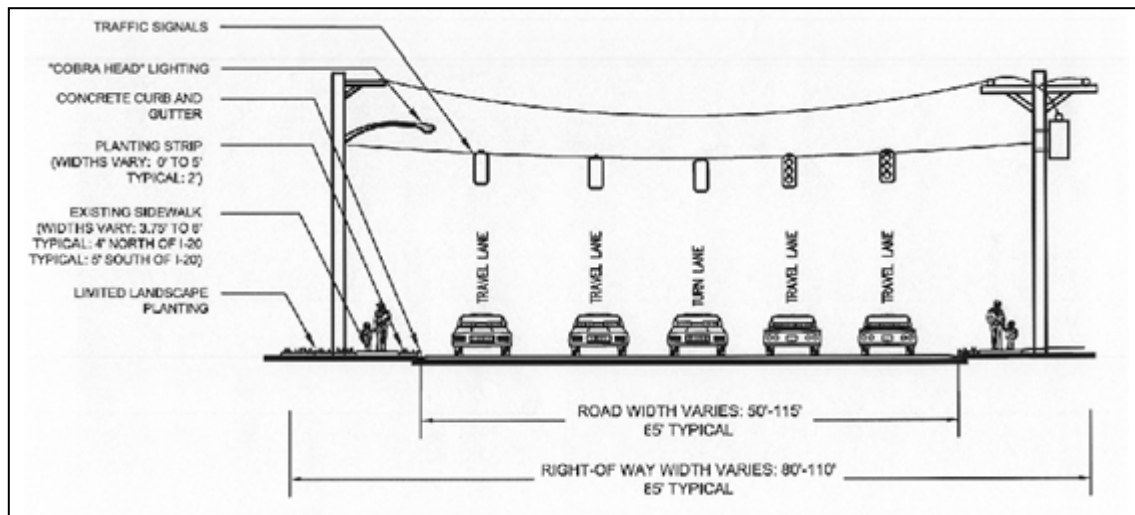 TRAFFIC SIGNALS
"COBRA HEAD" LIGHTING
CONCRETE CURB AND
GUTTER
PLANTING STRIP
(WIDTHS VARY: 0' TO 5'
TYPICAL: 2')
EXISTING SIDEWALK
(WIDTHS VARY: 3.75' TO 6'
TYPICAL: 4' NORTH OF I-20
TYPICAL: 6' SOUTH OF I-20)
LIMITED LANDSCAPE
PLANTING
TRAVEL LANE
TRAVEL LANE
TURN LANE
TRAVEL LANE
TRAVEL LANE
ROAD WIDTH VARIES: 50'-115'
65' TYPICAL
RIGHT-OF WAY WIDTH VARIES: 80'-110'
85' TYPICAL